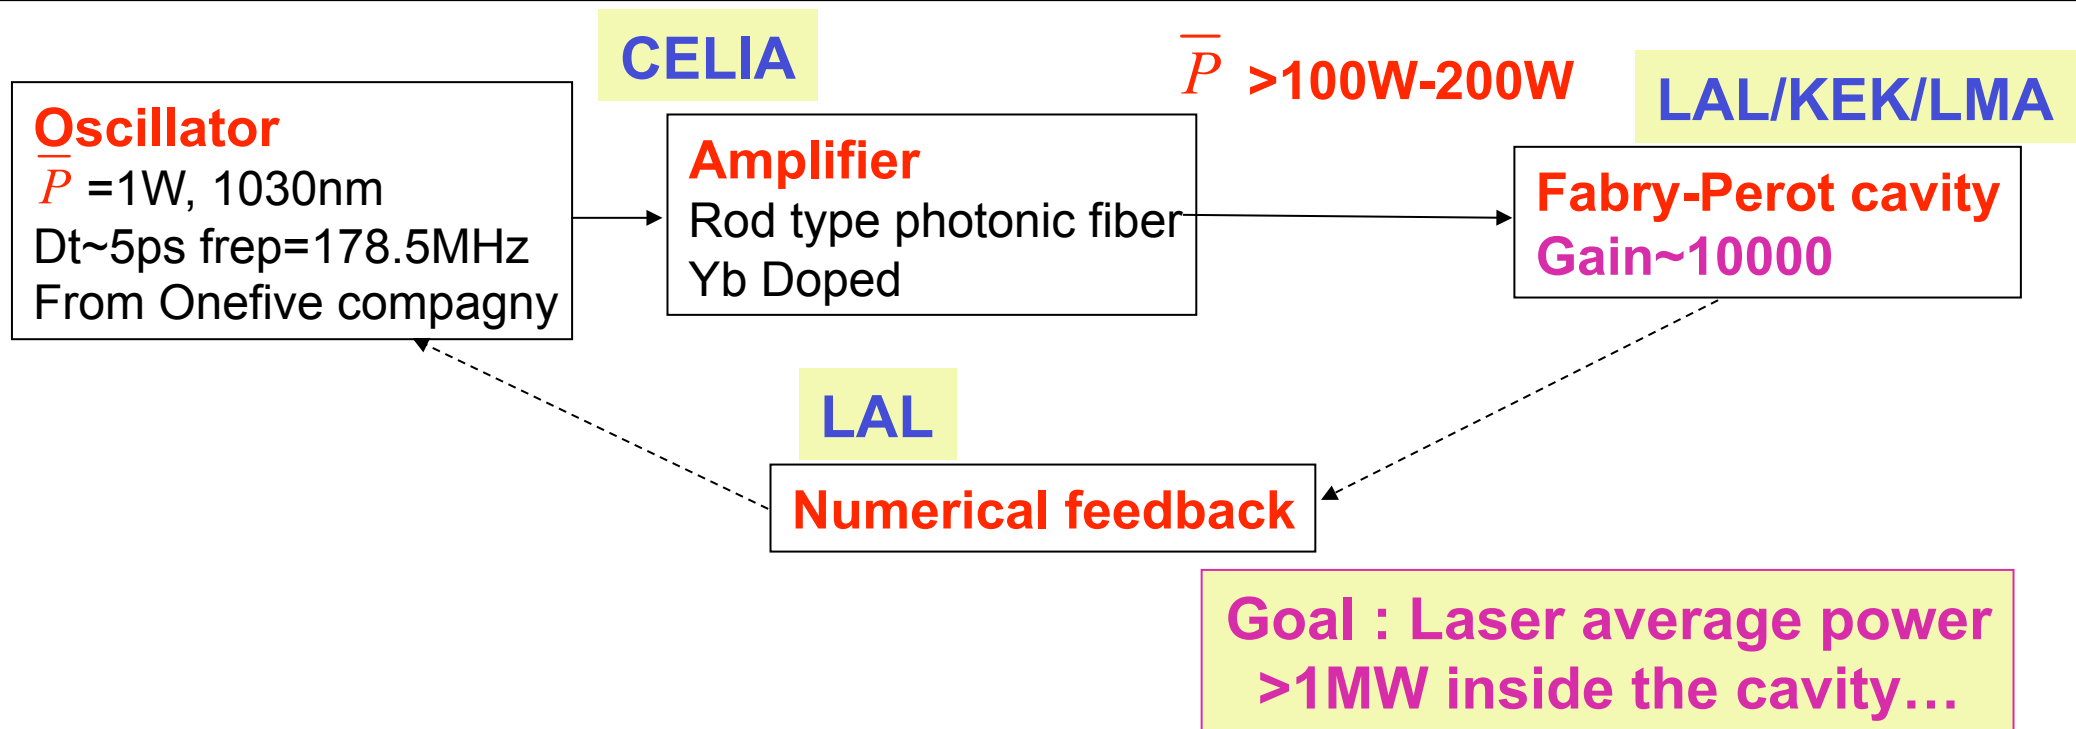 CELIA
P̅ >100W-200W
LAL/KEK/LMA
Oscillator
P̅ =1W, 1030nm
Dt~5ps frep=178.5MHz
From Onefive compagny
Amplifier
Rod type photonic fiber
Yb Doped
Fabry-Perot cavity
Gain~10000
LAL
Numerical feedback
Goal : Laser average power
>1MW inside the cavity…